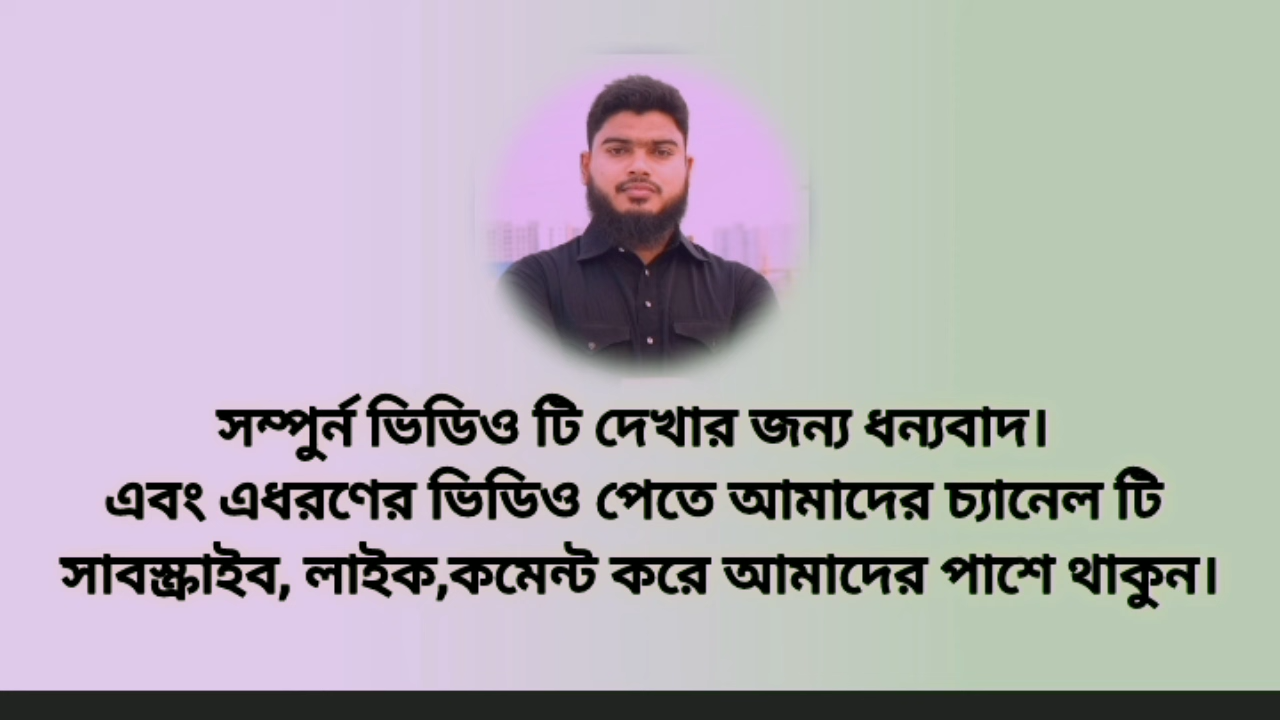 সম্পুর্ন ভিডিও টি দেখার জন্য ধন্যবাদ।
এবং এধরণের ভিডিও পেতে আমাদের চ্যানেল টি
সাবস্ক্রাইব, লাইক,কমেন্ট করে আমাদের পাশে থাকুন।